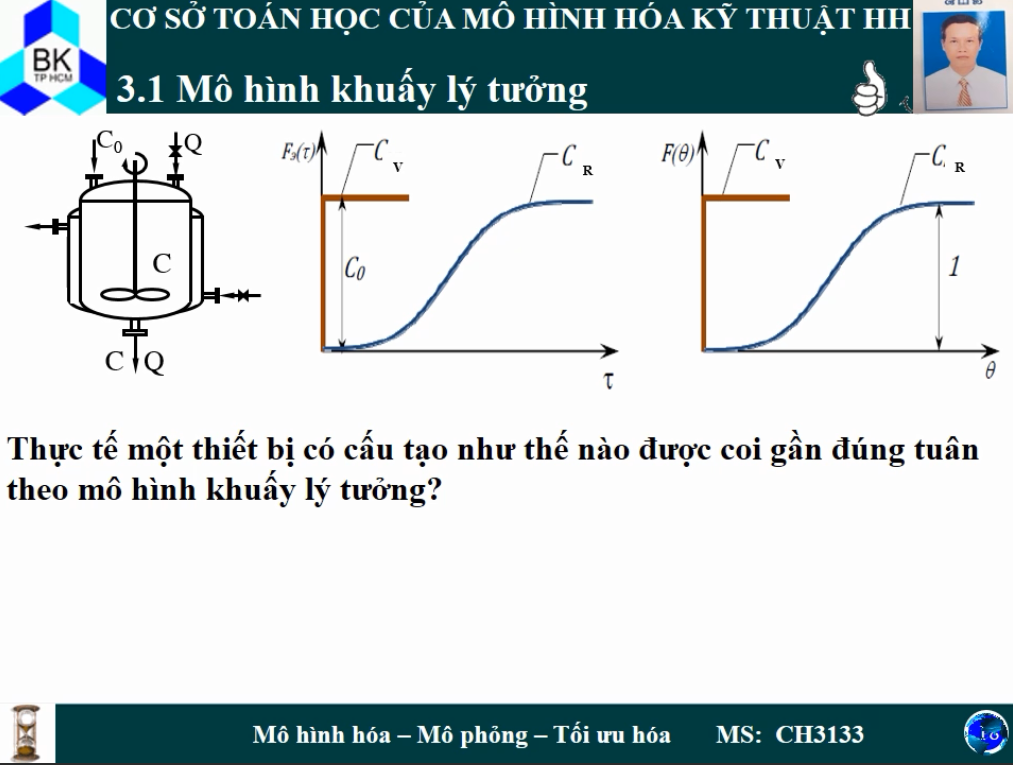 CƠ SỞ TOÁN HỌC CỦA MÔ HÌNH HÓA KỸ THUẬT HH
BK
TP HCM
3.1 Mô hình khuấy lý tưởng
C0
Q
C
C Q
Fэ(τ)
C V
C R
C0
τ
F(θ)
C V
C R
1
θ
Thực tế một thiết bị có cấu tạo như thế nào được coi gần đúng tuân
theo mô hình khuấy lý tưởng?
Mô hình hóa – Mô phỏng – Tối ưu hóa MS: CH3133
16